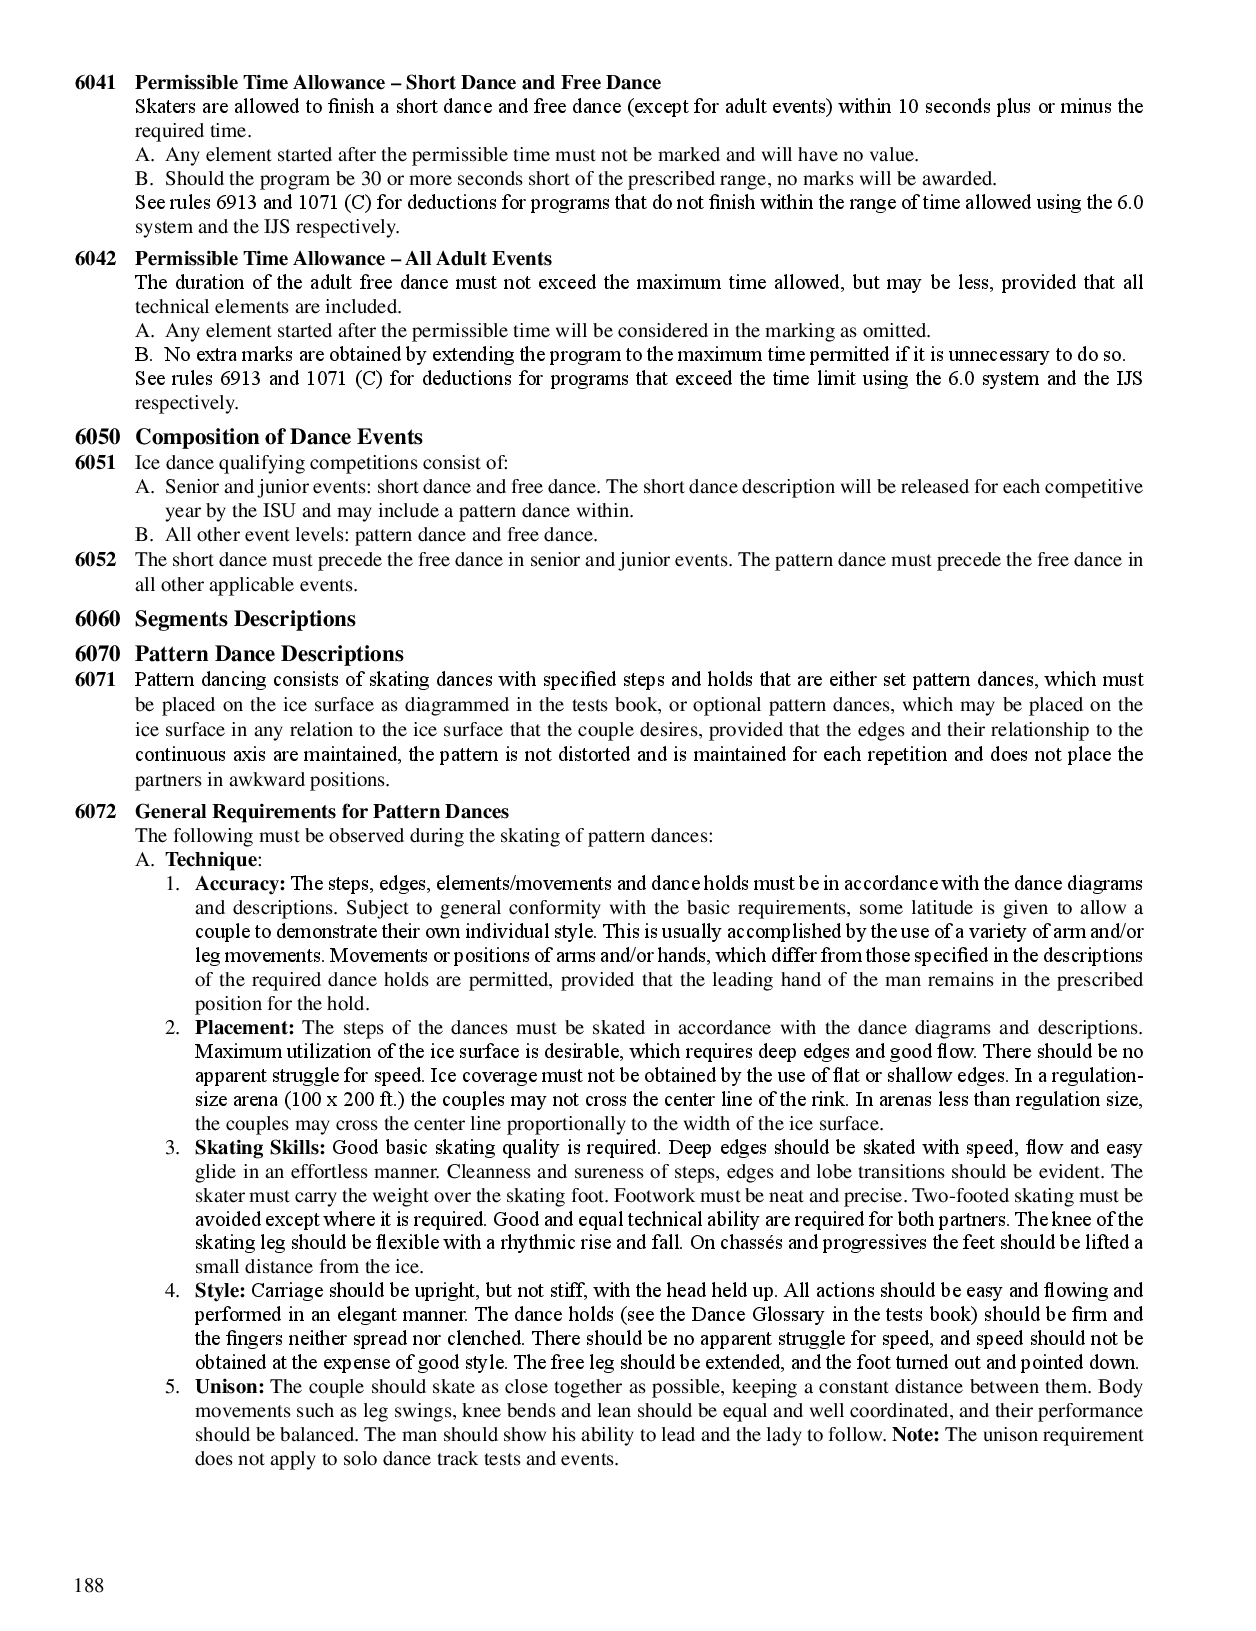 6041 Permissible Time Allowance – Short Dance and Free Dance
Skaters are allowed to finish a short dance and free dance (except for adult events) within 10 seconds plus or minus the
required time.
A. Any element started after the permissible time must not be marked and will have no value.
B. Should the program be 30 or more seconds short of the prescribed range, no marks will be awarded.
See rules 6913 and 1071 (C) for deductions for programs that do not finish within the range of time allowed using the 6.0
system and the IJS respectively.
6042 Permissible Time Allowance – All Adult Events
The duration of the adult free dance must not exceed the maximum time allowed, but may be less, provided that all
technical elements are included.
A. Any element started after the permissible time will be considered in the marking as omitted.
B. No extra marks are obtained by extending the program to the maximum time permitted if it is unnecessary to do so.
See rules 6913 and 1071 (C) for deductions for programs that exceed the time limit using the 6.0 system and the IJS
respectively.
6050 Composition of Dance Events
6051 Ice dance qualifying competitions consist of:
A. Senior and junior events: short dance and free dance. The short dance description will be released for each competitive
year by the ISU and may include a pattern dance within.
B. All other event levels: pattern dance and free dance.
6052 The short dance must precede the free dance in senior and junior events. The pattern dance must precede the free dance in
all other applicable events.
6060 Segments Descriptions
6070 Pattern Dance Descriptions
6071 Pattern dancing consists of skating dances with specified steps and holds that are either set pattern dances, which must
be placed on the ice surface as diagrammed in the tests book, or optional pattern dances, which may be placed on the
ice surface in any relation to the ice surface that the couple desires, provided that the edges and their relationship to the
continuous axis are maintained, the pattern is not distorted and is maintained for each repetition and does not place the
partners in awkward positions.
6072 General Requirements for Pattern Dances
The following must be observed during the skating of pattern dances:
A. Technique:
1. Accuracy: The steps, edges, elements/movements and dance holds must be in accordance with the dance diagrams
and descriptions. Subject to general conformity with the basic requirements, some latitude is given to allow a
couple to demonstrate their own individual style. This is usually accomplished by the use of a variety of arm and/or
leg movements. Movements or positions of arms and/or hands, which differ from those specified in the descriptions
of the required dance holds are permitted, provided that the leading hand of the man remains in the prescribed
position for the hold.
2. Placement: The steps of the dances must be skated in accordance with the dance diagrams and descriptions.
Maximum utilization of the ice surface is desirable, which requires deep edges and good flow. There should be no
apparent struggle for speed. Ice coverage must not be obtained by the use of flat or shallow edges. In a regulation-
size arena (100 x 200 ft.) the couples may not cross the center line of the rink. In arenas less than regulation size,
the couples may cross the center line proportionally to the width of the ice surface.
3. Skating Skills: Good basic skating quality is required. Deep edges should be skated with speed, flow and easy
glide in an effortless manner. Cleanness and sureness of steps, edges and lobe transitions should be evident. The
skater must carry the weight over the skating foot. Footwork must be neat and precise. Two-footed skating must be
avoided except where it is required. Good and equal technical ability are required for both partners. The knee of the
skating leg should be flexible with a rhythmic rise and fall. On chassés and progressives the feet should be lifted a
small distance from the ice.
4. Style: Carriage should be upright, but not stiff, with the head held up. All actions should be easy and flowing and
performed in an elegant manner. The dance holds (see the Dance Glossary in the tests book) should be firm and
the fingers neither spread nor clenched. There should be no apparent struggle for speed, and speed should not be
obtained at the expense of good style. The free leg should be extended, and the foot turned out and pointed down.
5. Unison: The couple should skate as close together as possible, keeping a constant distance between them. Body
movements such as leg swings, knee bends and lean should be equal and well coordinated, and their performance
should be balanced. The man should show his ability to lead and the lady to follow. Note: The unison requirement
does not apply to solo dance track tests and events.
188